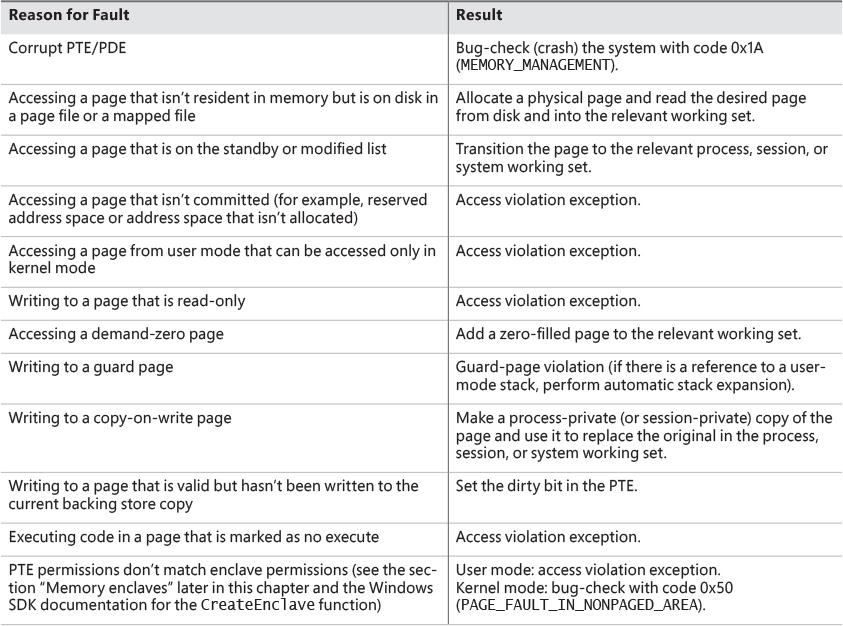 Reason for Fault
Result
Corrupt PTE/PDE
Bug-check (crash) the system with code 0x1A
(MEMORY_MANAGEMENT).
Accessing a page that isn't resident in memory but is on disk in
a page file or a mapped file
Allocate a physical page and read the desired page
from disk and into the relevant working set.
Accessing a page that is on the standby or modified list
Transition the page to the relevant process, session, or
system working set.
Accessing a page that isn't committed (for example, reserved
address space or address space that isn't allocated)
Access violation exception.
Accessing a page from user mode that can be accessed only in
kernel mode
Access violation exception.
Writing to a page that is read-only
Access violation exception.
Accessing a demand-zero page
Add a zero-filled page to the relevant working set.
Writing to a guard page
Guard-page violation (if there is a reference to a user-
mode stack, perform automatic stack expansion).
Writing to a copy-on-write page
Make a process-private (or session-private) copy of the
page and use it to replace the original in the process,
session, or system working set.
Writing to a page that is valid but hasn't been written to the
current backing store copy
Set the dirty bit in the PTE.
Executing code in a page that is marked as no execute
Access violation exception.
PTE permissions don't match enclave permissions (see the sec-
tion "Memory enclaves" later in this chapter and the Windows
SDK documentation for the CreateEnclave function)
User mode: access violation exception.
Kernel mode: bug-check with code 0x50
(PAGE_FAULT_IN_NONPAGED_AREA).